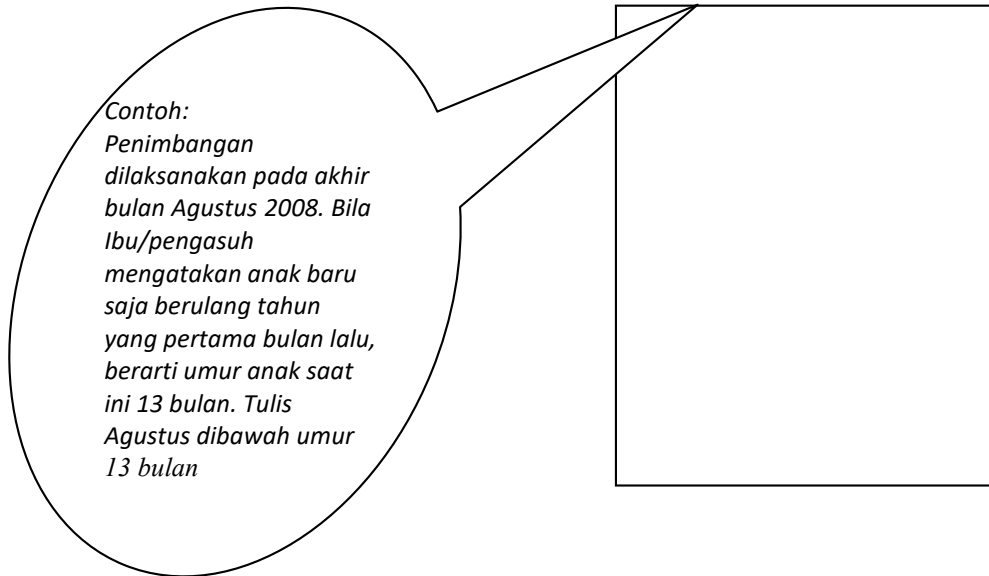 Contoh:
Penimbangan
dilaksanakan pada akhir
bulan Agustus 2008. Bila
Ibu/pengasuh
mengatakan anak baru
saja berulang tahun
yang pertama bulan lalu,
berarti umur anak saat
ini 13 bulan. Tulis
Agustus dibawah umur
13 bulan